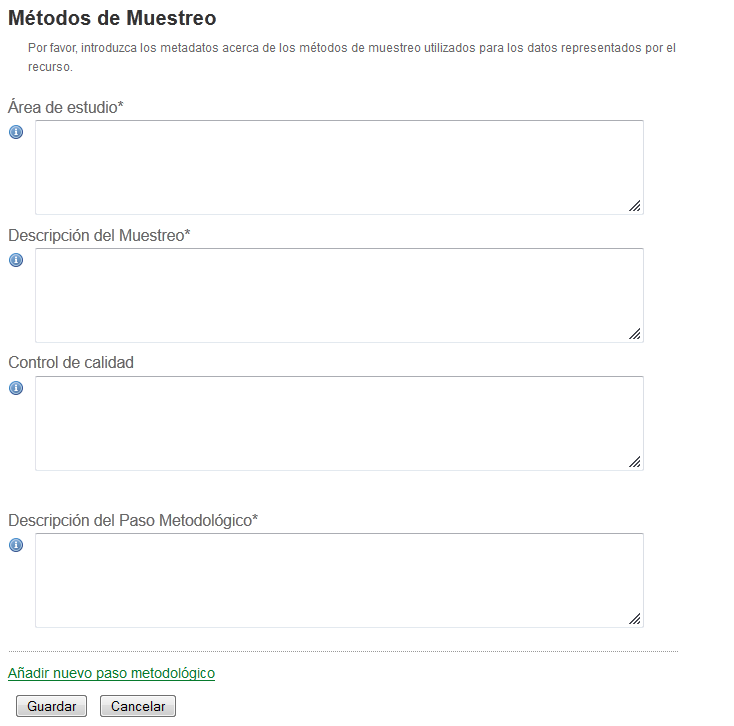 Métodos de Muestreo
Por favor, introduzca los metadatos acerca de los métodos de muestreo utilizados para los datos representados por el
recurso.
Área de estudio*
Descripción del Muestreo*
Control de calidad
Descripción del Paso Metodológico*
Añadir nuevo paso metodológico
Guardar Cancelar